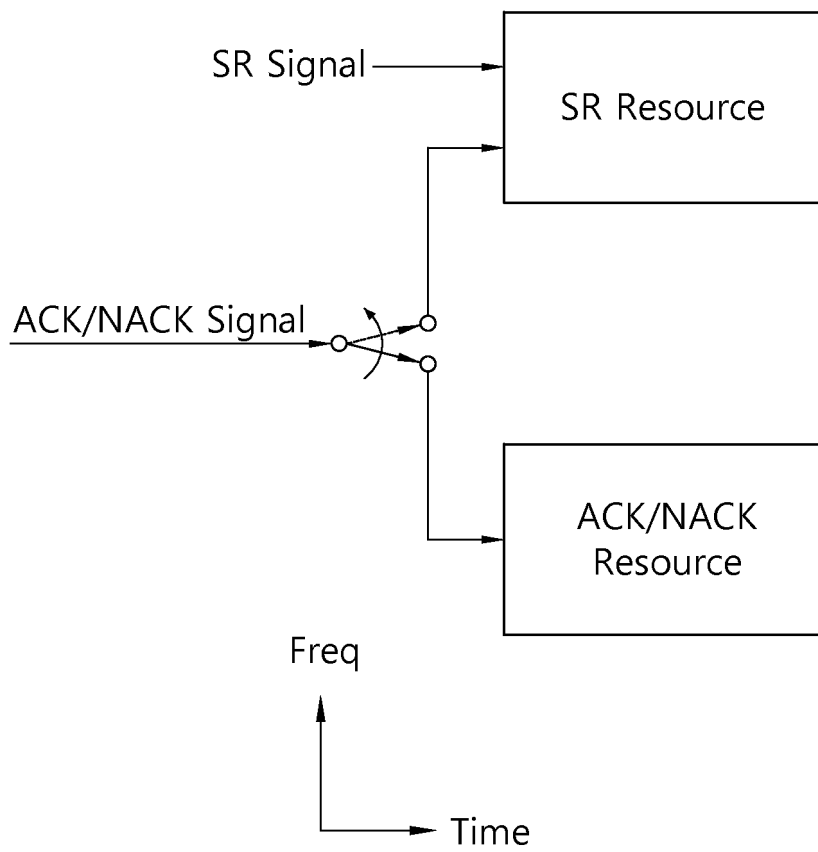 SR Signal
SR Resource
ACK/NACK Signal
ACK/NACK
Resource
Freq
Time